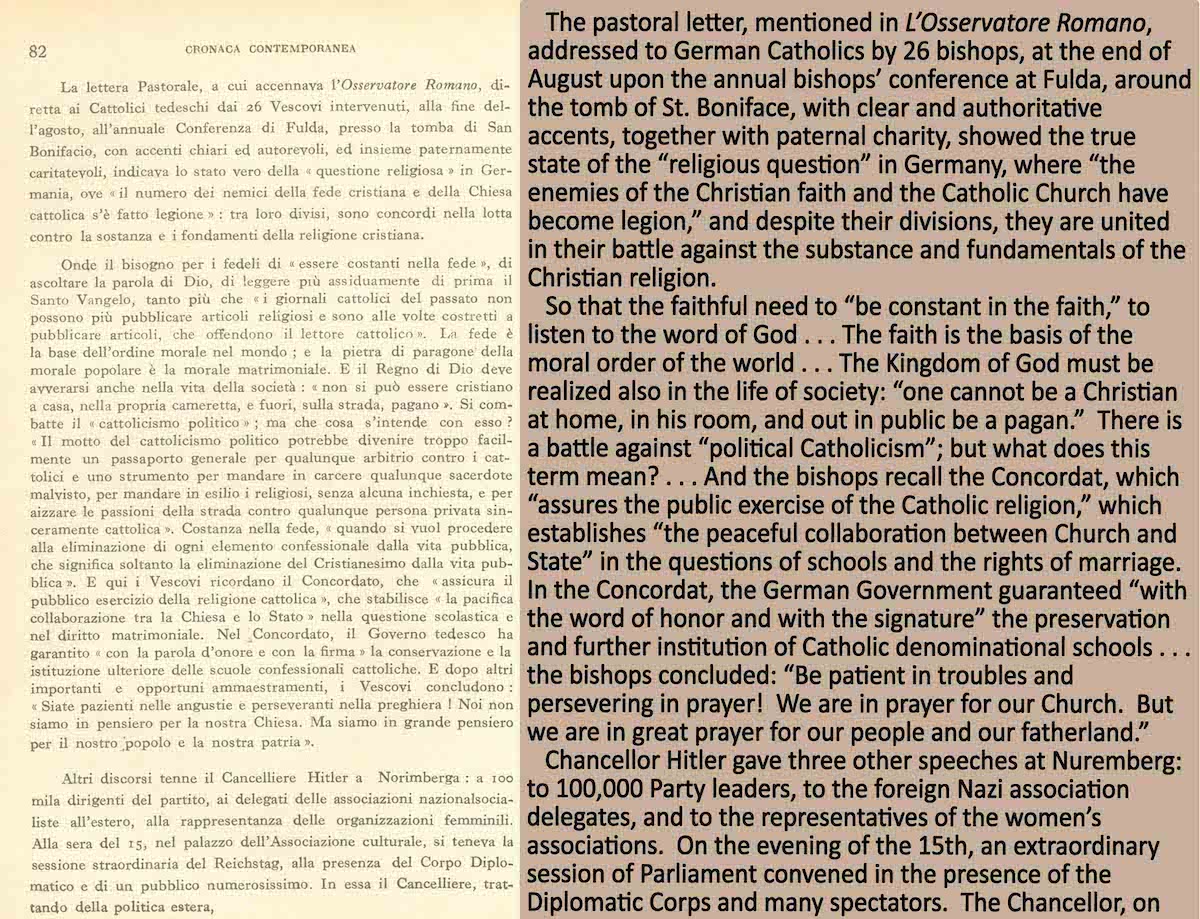 82
CRONACA CONTEMPORANEA
La lettera Pastorale, a cui accennava l'Osservatore Romano, di-
retta ai Cattolici tedeschi dai 26 Vescovi intervenuti, alla fine del-
l'agosto, all'annuale Conferenza di Fulda, presso la tomba di San
Bonifacio, con accenti chiari ed autorevoli, ed insieme paternamente
caritatevoli, indicava lo stato vero della « questione religiosa » in Ger-
mania, ove « il numero dei nemici della fede cristiana e della Chiesa
cattolica s'è fatto legione » : tra loro divisi, sono concordi nella lotta
contro la sostanza e i fondamenti della religione cristiana.
Onde il bisogno per i fedeli di « essere costanti nella fede », di
ascoltare la parola di Dio, di leggere più assiduamente di prima il
Santo Vangelo, tanto più che « i giornali cattolici del passato non
possono più pubblicare articoli religiosi e sono alle volte costretti a
pubblicare articoli, che offendono il lettore cattolico ». La fede è
la base dell'ordine morale nel mondo ; e la pietra di paragone della
morale popolare è la morale matrimoniale. E il Regno di Dio deve
avverarsi anche nella vita della società : « non si può essere cristiano
a casa, nella propria cameretta, e fuori, sulla strada, pagano ». Si com-
batte il « cattolicismo politico » ; ma che cosa s'intende con esso ?
« Il motto del cattolicismo politico potrebbe divenire troppo facil-
mente un passaporto generale per qualunque arbitrio contro i cat-
tolici e uno strumento per mandare in carcere qualunque sacerdote
malvisto, per mandare in esilio i religiosi, senza alcuna inchiesta, e per
aizzare le passioni della strada contro qualunque persona privata sin-
ceramente cattolica ». Costanza nella fede, « quando si vuol procedere
alla eliminazione di ogni elemento confessionale dalla vita pubblica,
che significa soltanto la eliminazione del Cristianesimo dalla vita pub-
blica ». E qui i Vescovi ricordano il Concordato, che « assicura il
pubblico esercizio della religione cattolica », che stabilisce « la pacifica
collaborazione tra la Chiesa e lo Stato » nella questione scolastica e
nel diritto matrimoniale. Nel Concordato, il Governo tedesco ha
garantito « con la parola d'onore e con la firma » la conservazione e la
istituzione ulteriore delle scuole confessionali cattoliche. E dopo altri
importanti e opportuni ammaestramenti, i Vescovi concludono :
« Siate pazienti nelle angustie e perseveranti nella preghiera ! Noi non
siamo in pensiero per la nostra Chiesa. Ma siamo in grande pensiero
per il nostro popolo e la nostra patria ».
Altri discorsi tenne il Cancelliere Hitler a Norimberga : a 100
mila dirigenti del partito, ai delegati delle associazioni nazionalsocia-
liste all'estero, alla rappresentanza delle organizzazioni femminili.
Alla sera del 15, nel palazzo dell'Associazione culturale, si teneva la
sessione straordinaria del Reichstag, alla presenza del Corpo Diplo-
matico e di un pubblico numerosissimo. In essa il Cancelliere, trat-
tando della politica estera,
The pastoral letter, mentioned in L'Osservatore Romano,
addressed to German Catholics by 26 bishops, at the end of
August upon the annual bishops' conference at Fulda, around
the tomb of St. Boniface, with clear and authoritative
accents, together with paternal charity, showed the true
state of the “religious question” in Germany, where “the
enemies of the Christian faith and the Catholic Church have
become legion,” and despite their divisions, they are united
in their battle against the substance and fundamentals of the
Christian religion.
So that the faithful need to “be constant in the faith,” to
listen to the word of God . . . The faith is the basis of the
moral order of the world . . . The Kingdom of God must be
realized also in the life of society: “one cannot be a Christian
at home, in his room, and out in public be a pagan.” There is
a battle against “political Catholicism”; but what does this
term mean? . . . And the bishops recall the Concordat, which
“assures the public exercise of the Catholic religion,” which
establishes “the peaceful collaboration between Church and
State” in the questions of schools and the rights of marriage.
In the Concordat, the German Government guaranteed “with
the word of honor and with the signature” the preservation
and further institution of Catholic denominational schools . . .
the bishops concluded: “Be patient in troubles and
persevering in prayer! We are in prayer for our Church. But
we are in great prayer for our people and our fatherland.”
Chancellor Hitler gave three other speeches at Nuremberg:
to 100,000 Party leaders, to the foreign Nazi association
delegates, and to the representatives of the women's
associations. On the evening of the 15th, an extraordinary
session of Parliament convened in the presence of the
Diplomatic Corps and many spectators. The Chancellor, on